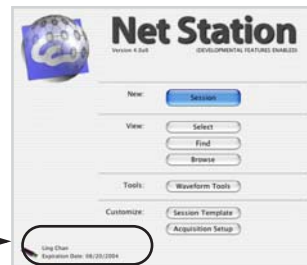 Net Station
Version 4.0a8 (DEVELOPMENTAL FEATURES ENABLED)
New: Session
View: Select
Find
Browse
Tools: Waveform Tools
Customize: Session Template
Acquisition Setup
Ling Chan
Expiration Date: 08/20/2004